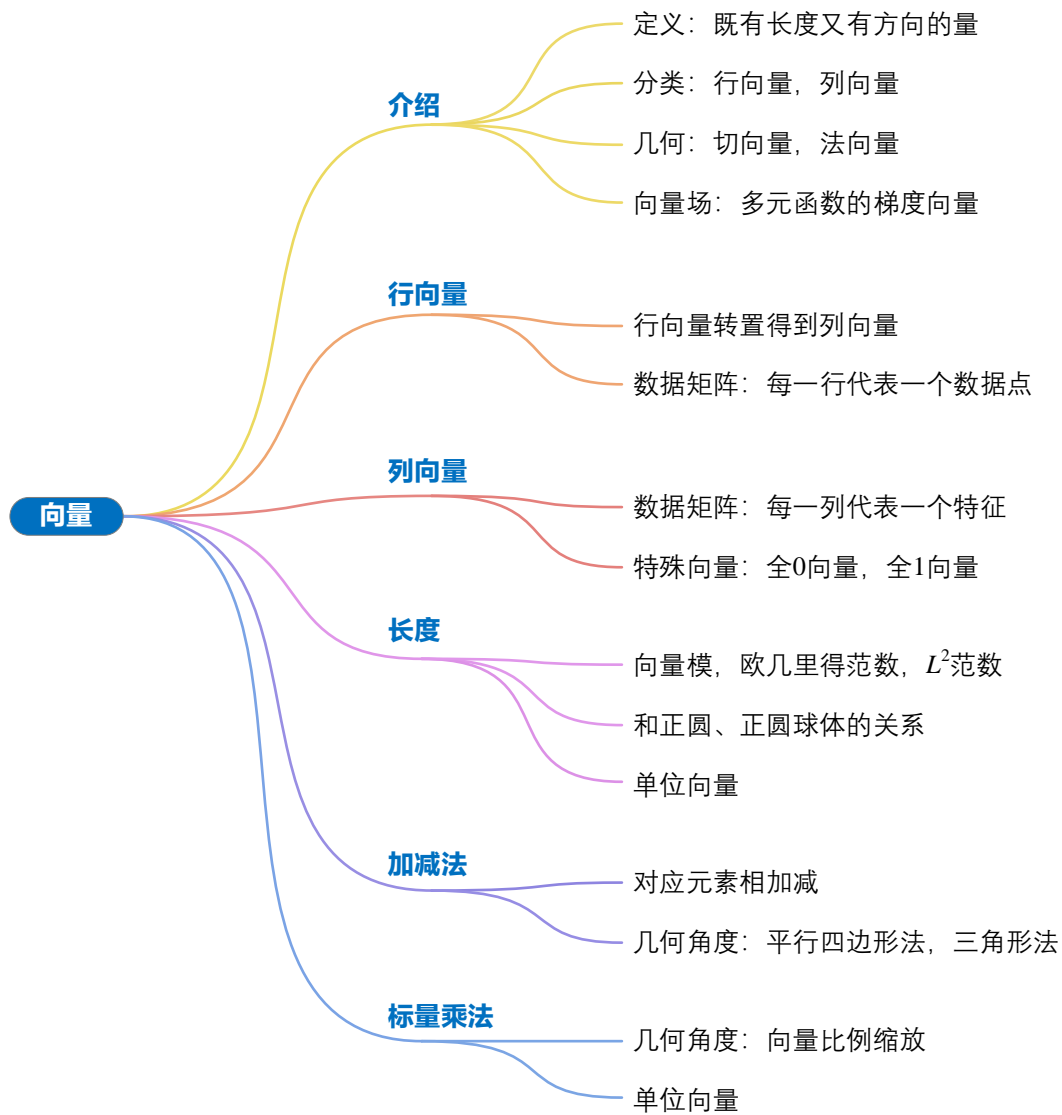 向量
介绍
定义：既有长度又有方向的量
分类：行向量，列向量
几何：切向量，法向量
向量场：多元函数的梯度向量
行向量
行向量转置得到列向量
数据矩阵：每一行代表一个数据点
列向量
数据矩阵：每一列代表一个特征
特殊向量：全0向量，全1向量
长度
向量模，欧几里得范数，L²范数
和正圆、正圆球体的关系
单位向量
加减法
对应元素相加减
几何角度：平行四边形法，三角形法
标量乘法
几何角度：向量比例缩放
单位向量